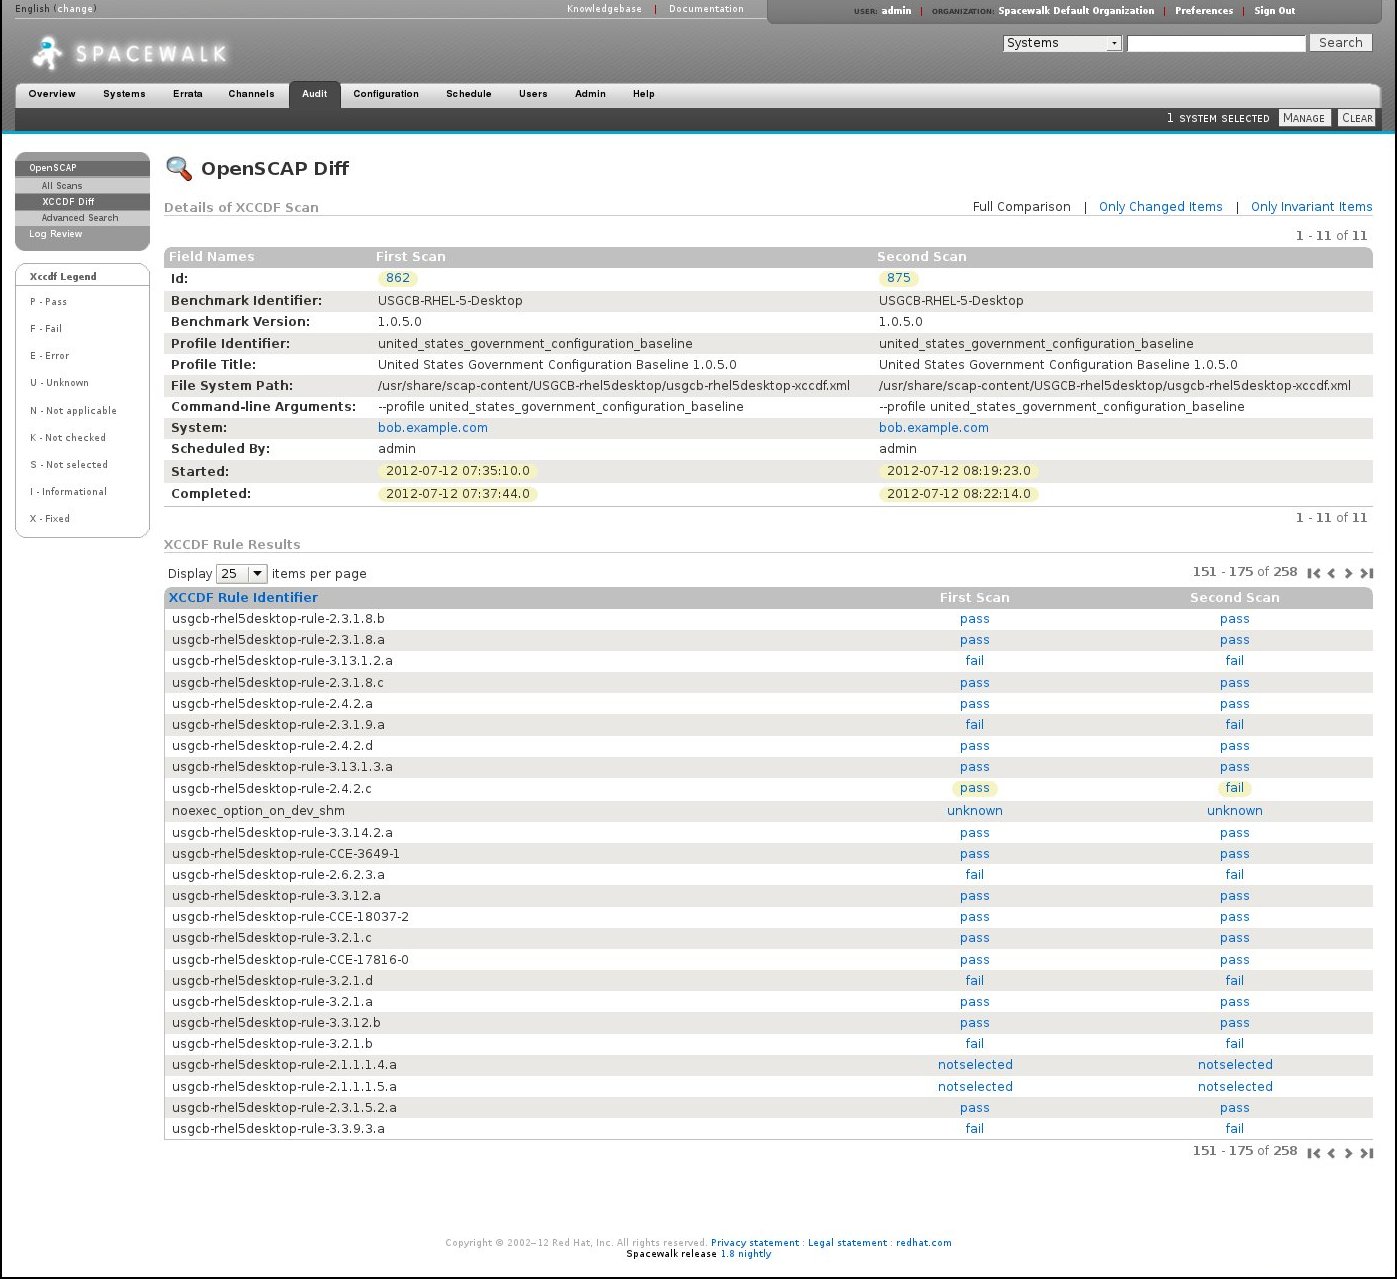 English (change)
Knowledgebase | Documentation
USER: admin | ORGANIZATION: Spacewalk Default Organization | Preferences | Sign Out
SPACEWALK
Systems Search
Overview Systems Errata Channels Audit Configuration Schedule Users Admin Help
1 SYSTEM SELECTED MANAGE CLEAR
OpenSCAP
All Scans
XCCDF Diff
Advanced Search
Log Review
Xccdf Legend
P - Pass
F - Fail
E - Error
U - Unknown
N - Not applicable
K - Not checked
S - Not selected
I - Informational
X - Fixed
OpenSCAP Diff
Details of XCCDF Scan
Full Comparison | Only Changed Items | Only Invariant Items
1 - 11 of 11
Field Names First Scan Second Scan
Id: 862 875
Benchmark Identifier: USGCB-RHEL-5-Desktop USGCB-RHEL-5-Desktop
Benchmark Version: 1.0.5.0 1.0.5.0
Profile Identifier: united_states_government_configuration_baseline united_states_government_configuration_baseline
Profile Title: United States Government Configuration Baseline 1.0.5.0 United States Government Configuration Baseline 1.0.5.0
File System Path: /usr/share/scap-content/USGCB-rhel5desktop/usgcb-rhel5desktop-xccdf.xml /usr/share/scap-content/USGCB-rhel5desktop/usgcb-rhel5desktop-xccdf.xml
Command-line Arguments: --profile united_states_government_configuration_baseline --profile united_states_government_configuration_baseline
System: bob.example.com bob.example.com
Scheduled By: admin admin
Started: 2012-07-12 07:35:10.0 2012-07-12 08:19:23.0
Completed: 2012-07-12 07:37:44.0 2012-07-12 08:22:14.0
1 - 11 of 11
XCCDF Rule Results
Display 25 items per page
151 - 175 of 258
XCCDF Rule Identifier First Scan Second Scan
usgcb-rhel5desktop-rule-2.3.1.8.b pass pass
usgcb-rhel5desktop-rule-2.3.1.8.a pass pass
usgcb-rhel5desktop-rule-3.13.1.2.a fail fail
usgcb-rhel5desktop-rule-2.3.1.8.c pass pass
usgcb-rhel5desktop-rule-2.4.2.a pass pass
usgcb-rhel5desktop-rule-2.3.1.9.a fail fail
usgcb-rhel5desktop-rule-2.4.2.d pass pass
usgcb-rhel5desktop-rule-3.13.1.3.a pass pass
usgcb-rhel5desktop-rule-2.4.2.c pass fail
noexec_option_on_dev_shm unknown unknown
usgcb-rhel5desktop-rule-3.3.14.2.a pass pass
usgcb-rhel5desktop-rule-CCE-3649-1 pass pass
usgcb-rhel5desktop-rule-2.6.2.3.a fail fail
usgcb-rhel5desktop-rule-3.3.12.a pass pass
usgcb-rhel5desktop-rule-CCE-18037-2 pass pass
usgcb-rhel5desktop-rule-3.2.1.c pass pass
usgcb-rhel5desktop-rule-CCE-17816-0 pass pass
usgcb-rhel5desktop-rule-3.2.1.d fail fail
usgcb-rhel5desktop-rule-3.2.1.a pass pass
usgcb-rhel5desktop-rule-3.3.12.b pass pass
usgcb-rhel5desktop-rule-3.2.1.b fail fail
usgcb-rhel5desktop-rule-2.1.1.1.4.a notselected notselected
usgcb-rhel5desktop-rule-2.1.1.1.5.a notselected notselected
usgcb-rhel5desktop-rule-2.3.1.5.2.a pass pass
usgcb-rhel5desktop-rule-3.3.9.3.a fail fail
151 - 175 of 258
Copyright © 2002–12 Red Hat, Inc. All rights reserved. Privacy statement : Legal statement : redhat.com
Spacewalk release 1.8 nightly